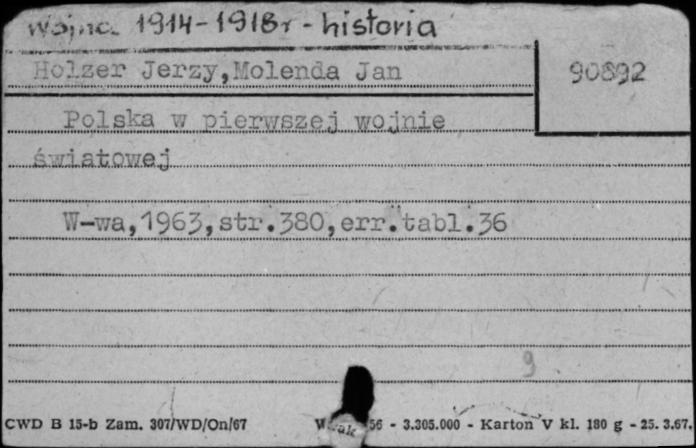 Wojna 1914-1918r - historia
Holzer Jerzy,Molenda Jan
90892
Polska w pierwszej wojnie
światowej
W-wa,1963,str.380,err.tabl.36
9
CWD B 15-b Zam. 307/WD/On/67
56 - 3.305.000 - Karton V kl. 180 g - 25.3.67.